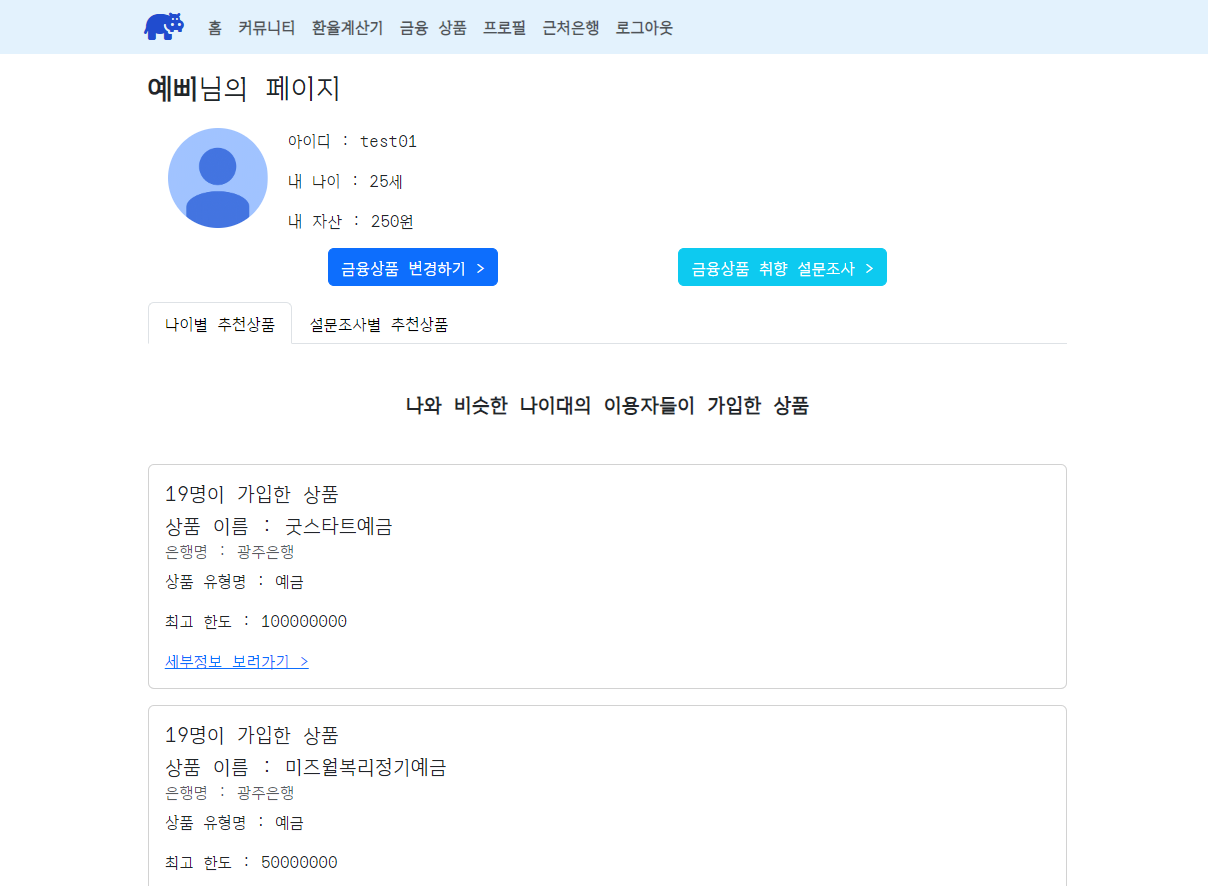 홈 커뮤니티 환율계산기 금융 상품 프로필 근처은행 로그아웃
예삐님의 페이지
아이디 : test01
내 나이 : 25세
내 자산 : 250원
금융상품 변경하기 >
금융상품 취향 설문조사 >
나이별 추천상품 설문조사별 추천상품
나와 비슷한 나이대의 이용자들이 가입한 상품
19명이 가입한 상품
상품 이름 : 굿스타트예금
은행명 : 광주은행
상품 유형명 : 예금
최고 한도 : 100000000
세부정보 보러가기 >
19명이 가입한 상품
상품 이름 : 미즈월복리정기예금
은행명 : 광주은행
상품 유형명 : 예금
최고 한도 : 50000000